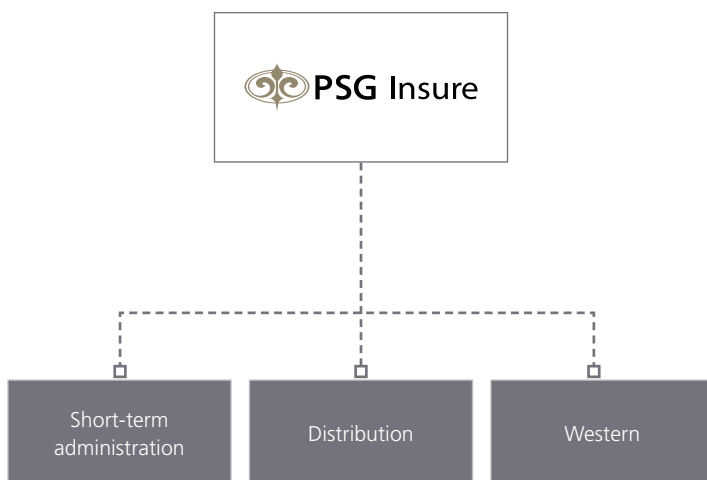 PSG Insure
Short-term
administration
Distribution
Western